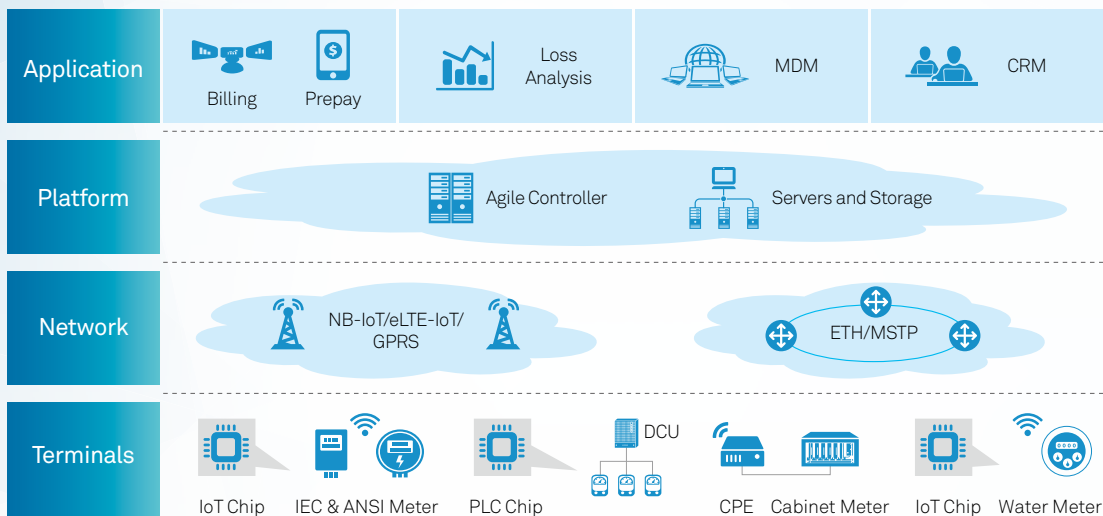 Application
Billing
Prepay
Loss
Analysis
MDM
CRM
Platform
Agile Controller
Servers and Storage
Network
NB-IoT/eLTE-IoT/
GPRS
ETH/MSTP
Terminals
DCU
IoT Chip
IEC & ANSI Meter
PLC Chip
CPE
Cabinet Meter
IoT Chip
Water Meter